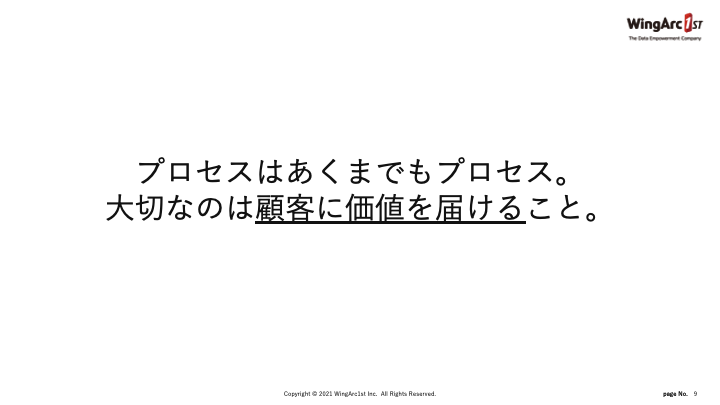 WingArc1ST
The Data Empowerment Company
プロセスはあくまでもプロセス。
大切なのは顧客に価値を届けること。
Copyright © 2021 WingArc1st Inc. All Rights Reserved.
page No. 9